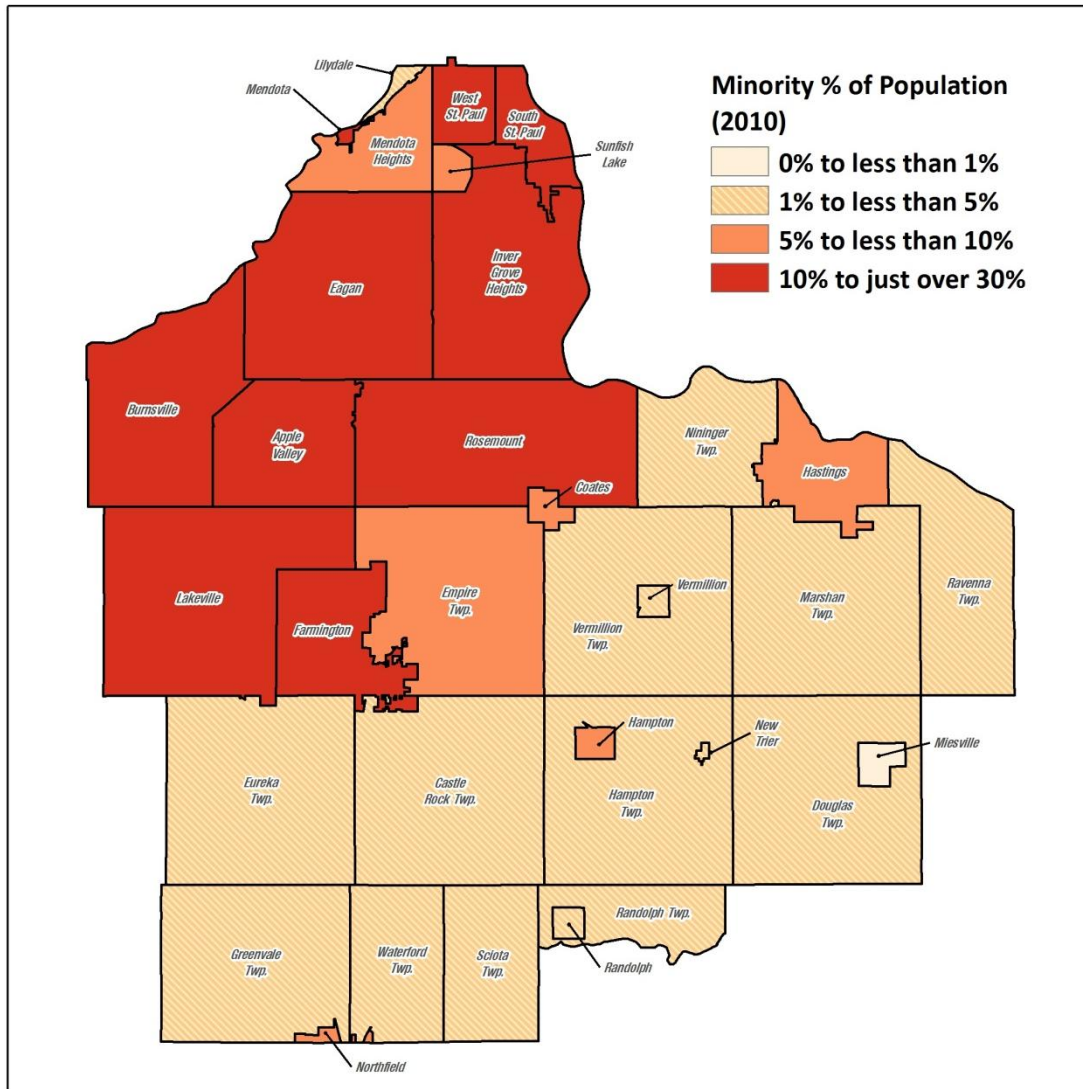 Lilydale
Mendota
West
St. Paul
South
St. Paul
Minority % of Population
(2010)
0% to less than 1%
1% to less than 5%
5% to less than 10%
10% to just over 30%
Mendota
Heights
Sunfish
Lake
Eagan
Inver
Grove
Heights
Burnsville
Apple
Valley
Rosemount
Nininger
Twp.
Hastings
Coates
Lakeville
Farmington
Empire
Twp.
Vermillion
Vermillion
Twp.
Marshan
Twp.
Ravenna
Twp.
Eureka
Twp.
Castle
Rock Twp.
Hampton
New
Trier
Hampton
Twp.
Miesville
Douglas
Twp.
Greenvale
Twp.
Waterford
Twp.
Sciota
Twp.
Randolph Twp.
Randolph
Northfield